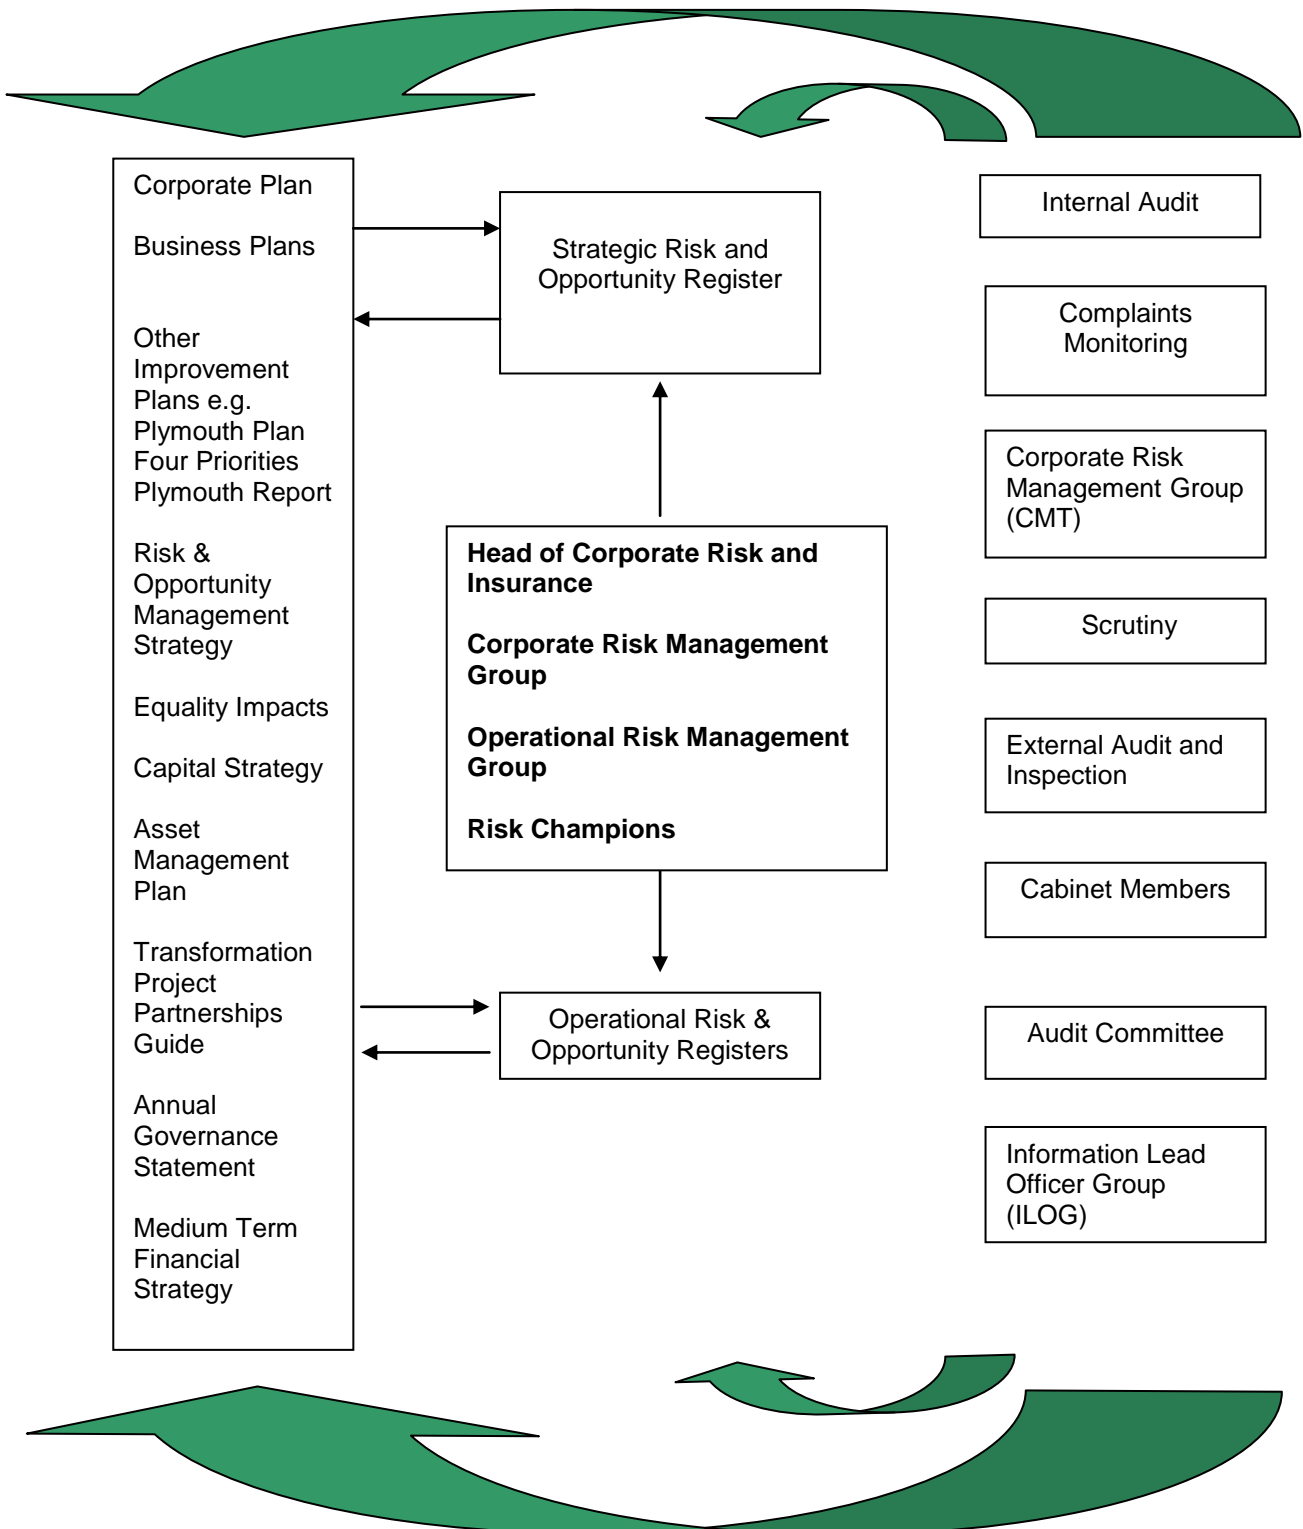 Corporate Plan
Business Plans
Other
Improvement
Plans e.g.
Plymouth Plan
Four Priorities
Plymouth Report
Risk &
Opportunity
Management
Strategy
Equality Impacts
Capital Strategy
Asset
Management
Plan
Transformation
Project
Partnerships
Guide
Annual
Governance
Statement
Medium Term
Financial
Strategy
Strategic Risk and
Opportunity Register
Head of Corporate Risk and
Insurance
Corporate Risk Management
Group
Operational Risk Management
Group
Risk Champions
Operational Risk &
Opportunity Registers
Internal Audit
Complaints
Monitoring
Corporate Risk
Management Group
(CMT)
Scrutiny
External Audit and
Inspection
Cabinet Members
Audit Committee
Information Lead
Officer Group
(ILOG)